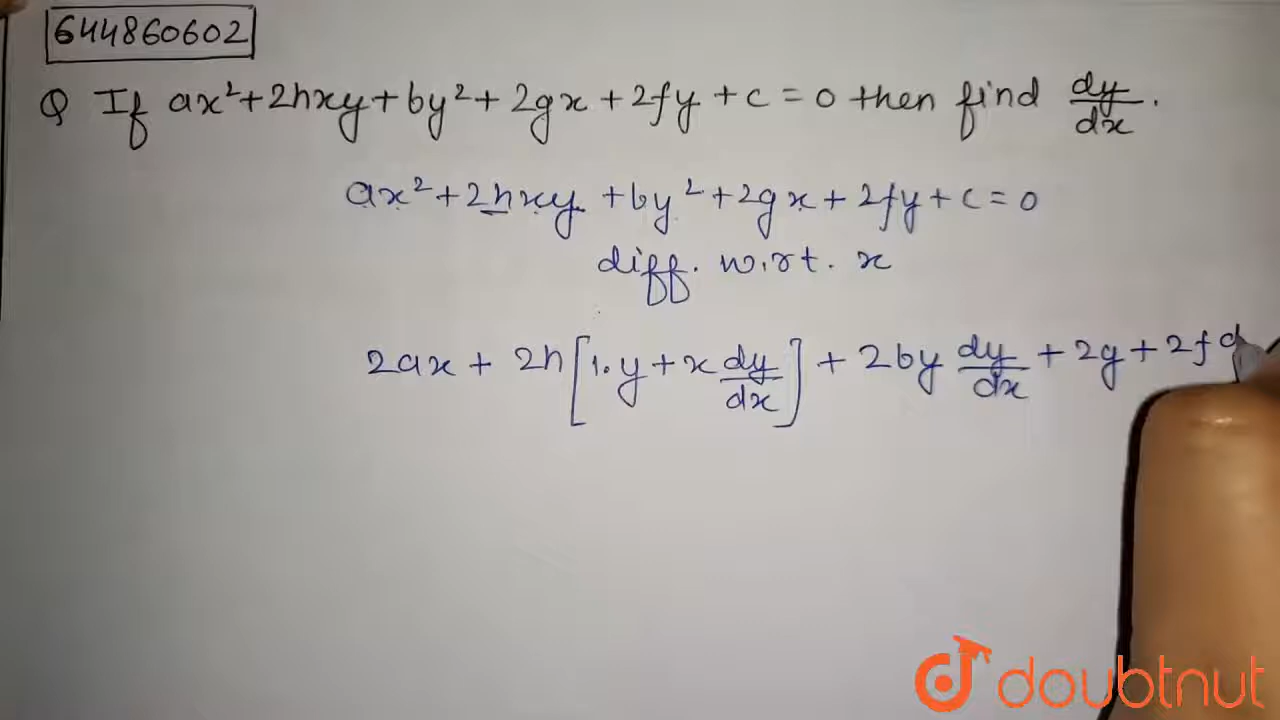 644860602
Q If ax²+2hxy+by²+2gx+2fy+c=0 then find dy/dx.
ax²+2hxy+by²+2gx+2fy+c=0
diff. w.r.t. x
2ax+2h[1.y+x dy/dx]+2by dy/dx+2g+2f d
doubtnut